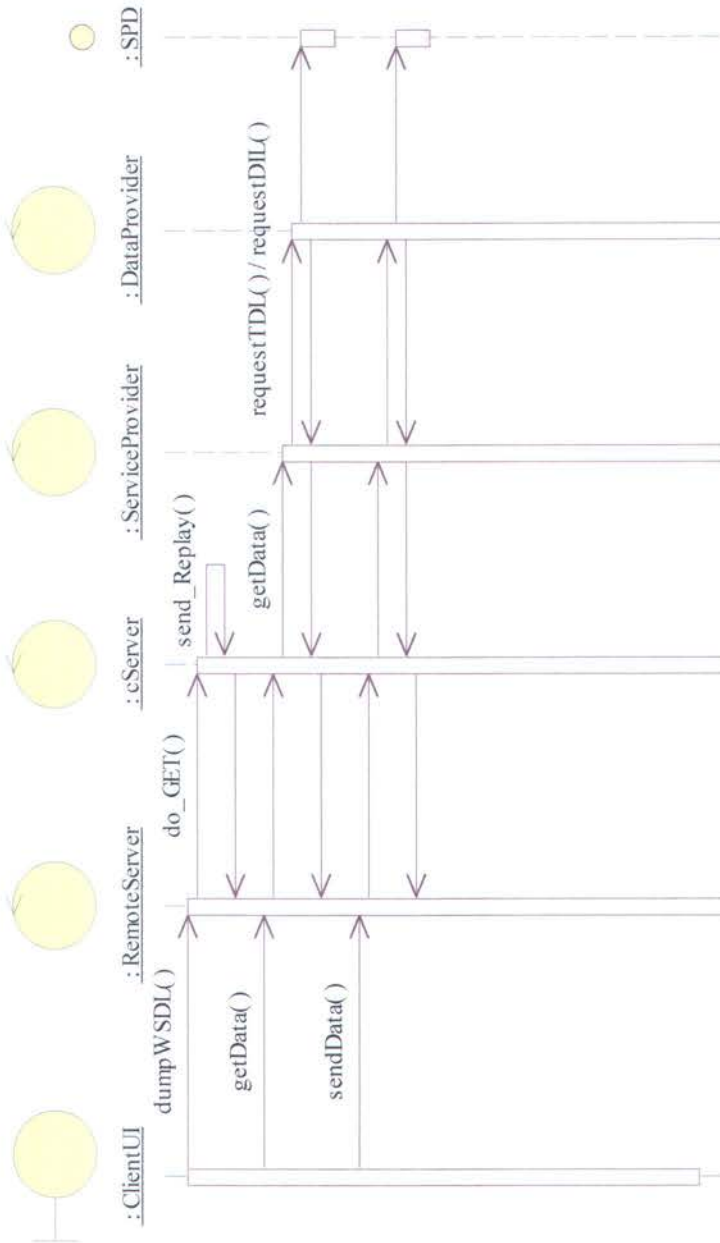 : ClientUI
: RemoteServer
: cServer
: ServiceProvider
: DataProvider
: SPD
dumpWSDL( )
do_GET( )
send_Replay( )
getData( )
getData( )
requestTDL( ) / requestDIL( )
sendData( )